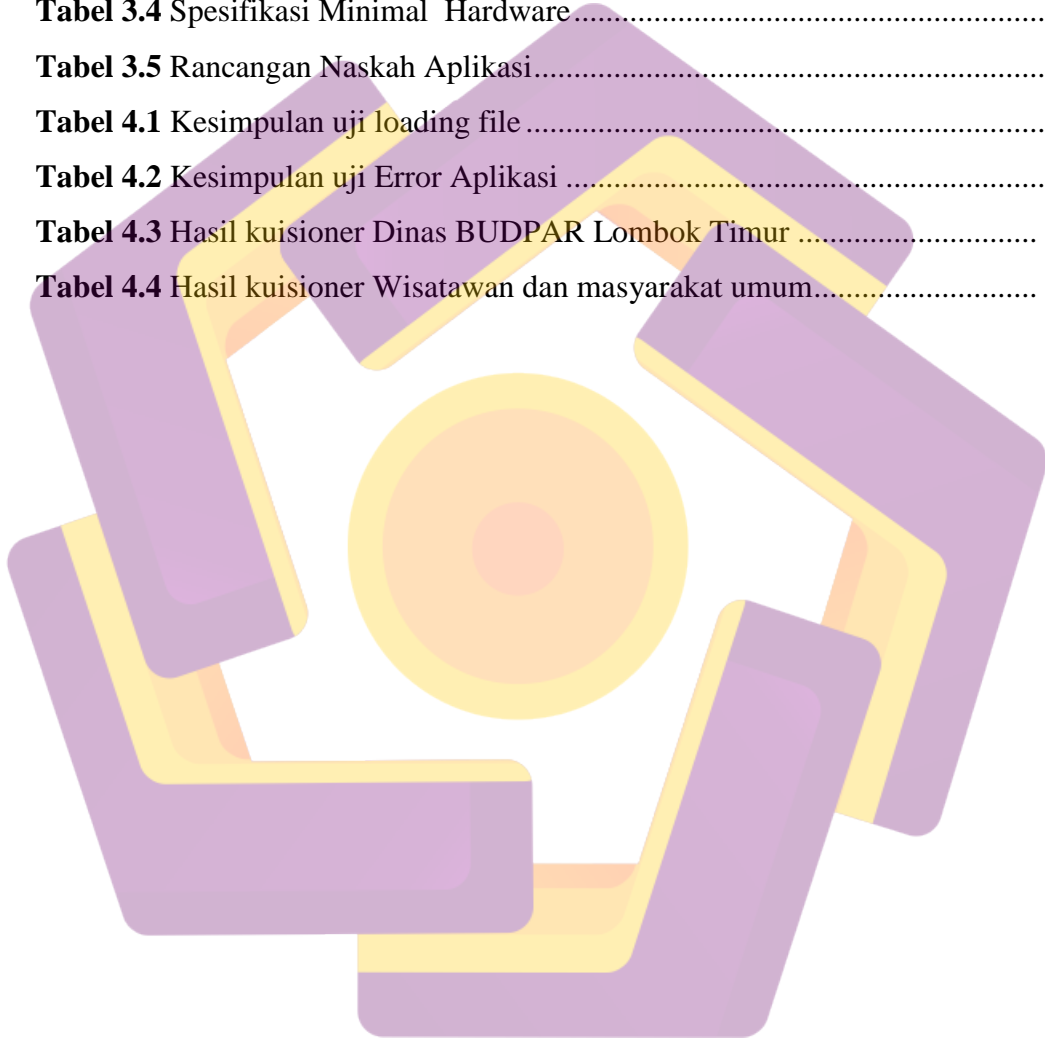 Tabel 3.4 Spesifikasi Minimal  Hardware..........................................................
Tabel 3.5 Rancangan Naskah Aplikasi...............................................................
Tabel 4.1 Kesimpulan uji loading file................................................................
Tabel 4.2 Kesimpulan uji Error Aplikasi ...........................................................
Tabel 4.3 Hasil kuisioner Dinas BUDPAR Lombok Timur .............................
Tabel 4.4 Hasil kuisioner Wisatawan dan masyarakat umum...........................